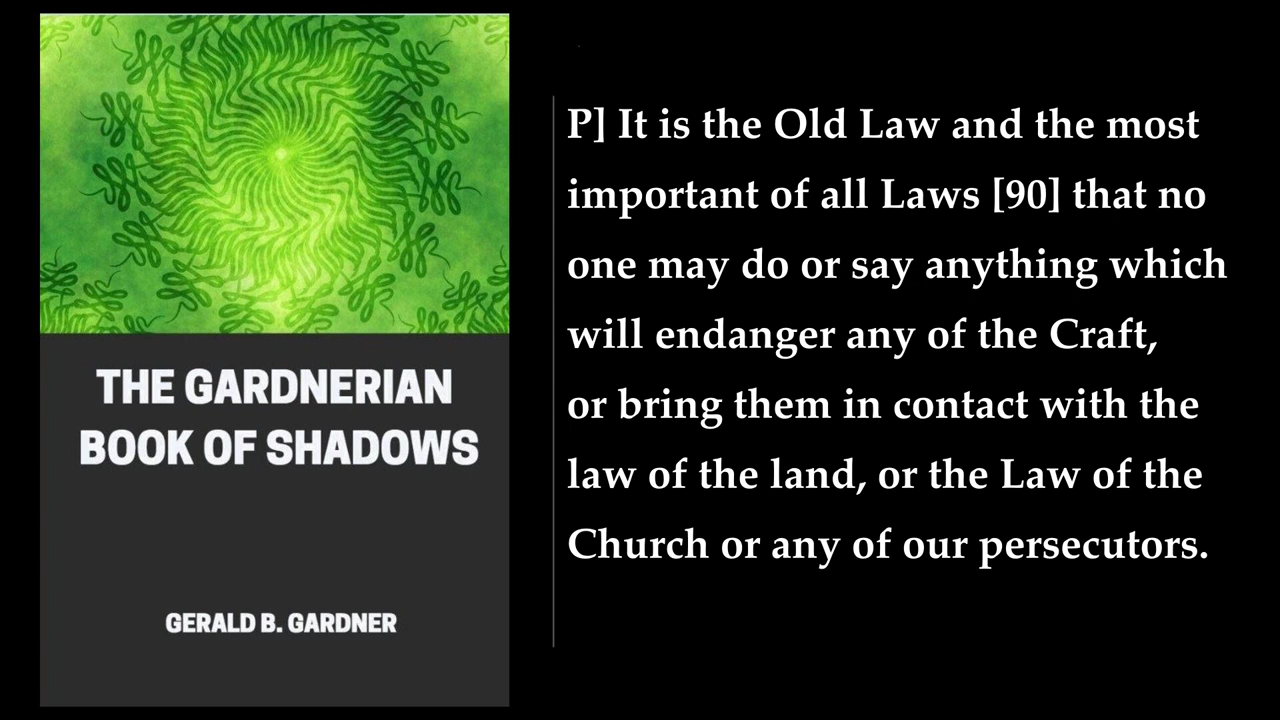 THE GARDNERIAN
BOOK OF SHADOWS
GERALD B. GARDNER
P] It is the Old Law and the most
important of all Laws [90] that no
one may do or say anything which
will endanger any of the Craft,
or bring them in contact with the
law of the land, or the Law of the
Church or any of our persecutors.